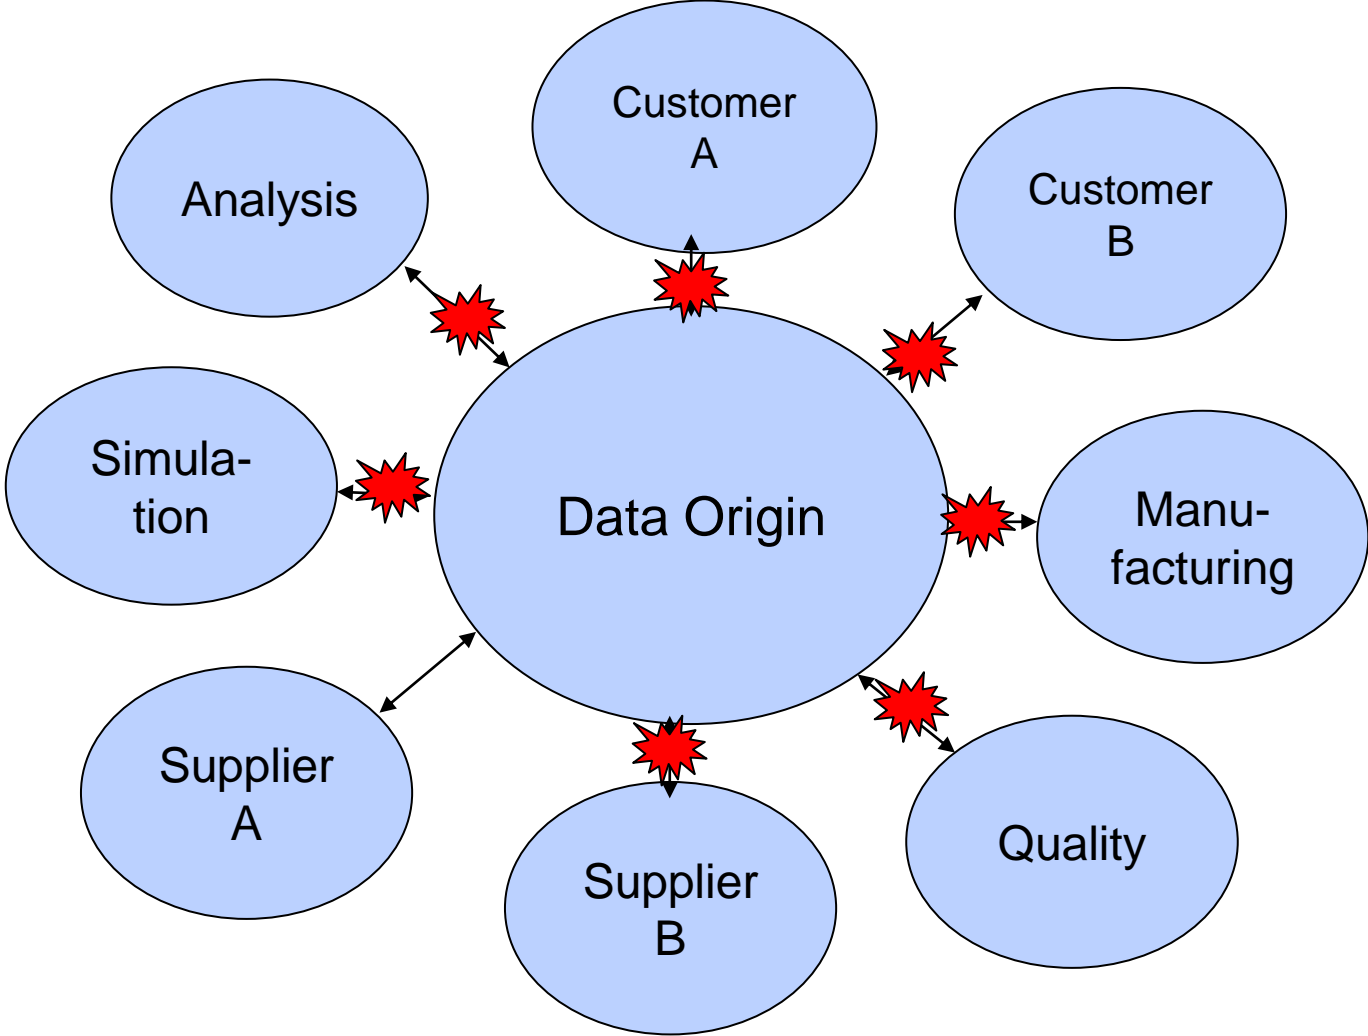 Customer
A
Analysis
Customer
B
Simula-
tion
Data Origin
Manu-
facturing
Supplier
A
Supplier
B
Quality